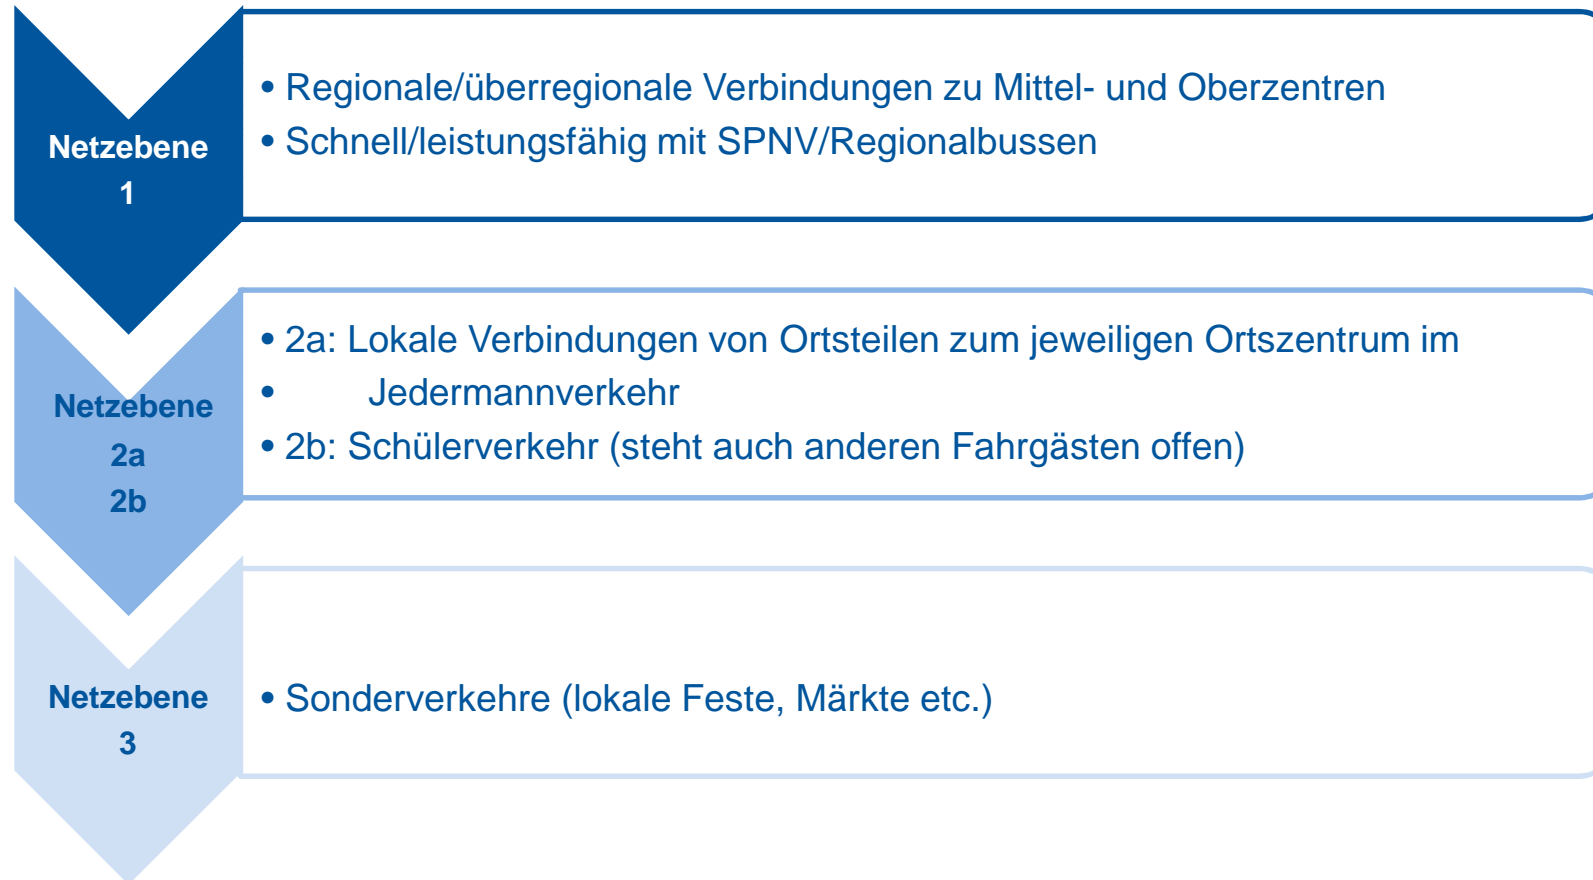 Netzebene
1
• Regionale/überregionale Verbindungen zu Mittel- und Oberzentren
• Schnell/leistungsfähig mit SPNV/Regionalbussen
Netzebene
2a
2b
• 2a: Lokale Verbindungen von Ortsteilen zum jeweiligen Ortszentrum im
• Jedermannverkehr
• 2b: Schülerverkehr (steht auch anderen Fahrgästen offen)
Netzebene
3
• Sonderverkehre (lokale Feste, Märkte etc.)